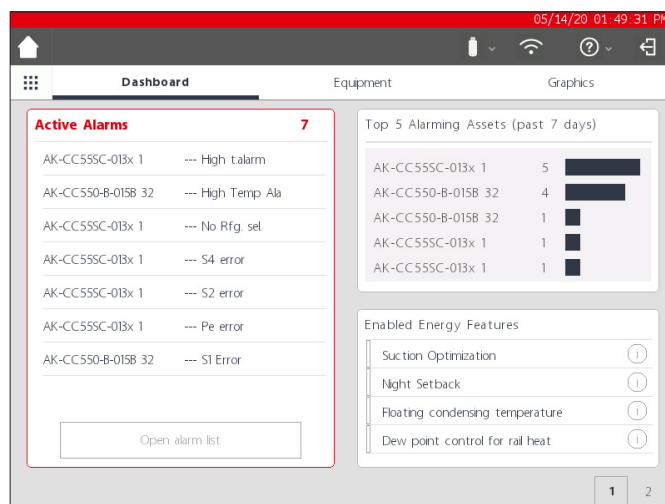 05/14/20 01:49:31 PM
Dashboard Equipment Graphics
Active Alarms 7
AK-CC55SC-013x 1 --- High t.alarm
AK-CC550-B-015B 32 --- High Temp Ala
AK-CC55SC-013x 1 --- No Rfg. sel.
AK-CC55SC-013x 1 --- S4 error
AK-CC55SC-013x 1 --- S2 error
AK-CC55SC-013x 1 --- Pe error
AK-CC550-B-015B 32 --- S1 Error
Open alarm list
Top 5 Alarming Assets (past 7 days)
AK-CC55SC-013x 1 5
AK-CC550-B-015B 32 4
AK-CC550-B-015B 32 1
AK-CC55SC-013x 1 1
AK-CC55SC-013x 1 1
Enabled Energy Features
Suction Optimization
Night Setback
Floating condensing temperature
Dew point control for rail heat
1 2